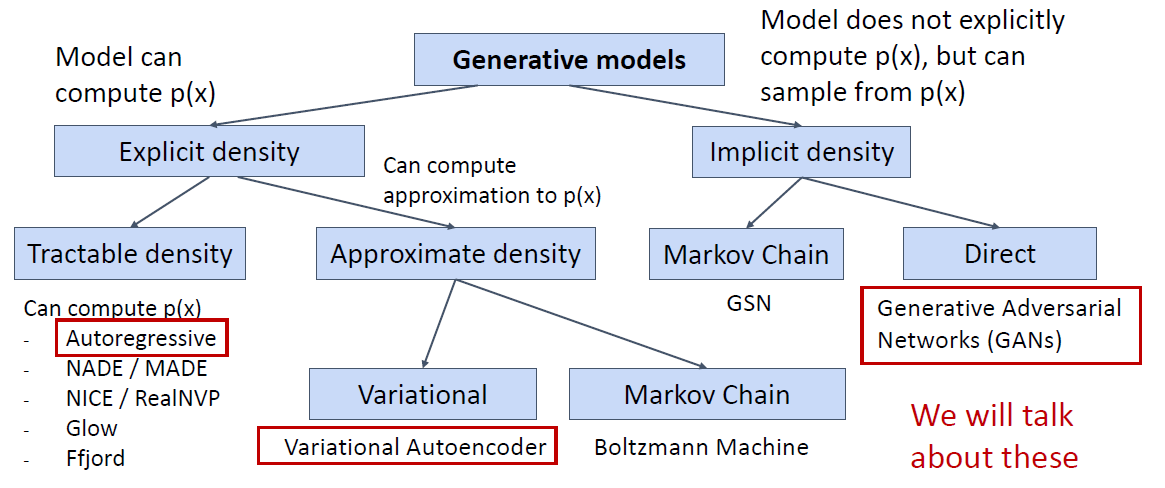 Model can
compute p(x)
Generative models
Model does not explicitly
compute p(x), but can
sample from p(x)
Explicit density
Can compute
approximation to p(x)
Implicit density
Tractable density
Approximate density
Markov Chain
Direct
Can compute p(x)
- Autoregressive
- NADE / MADE
- NICE / RealNVP
- Glow
- Ffjord
GSN
Generative Adversarial
Networks (GANs)
Variational
Markov Chain
Variational Autoencoder
Boltzmann Machine
We will talk
about these